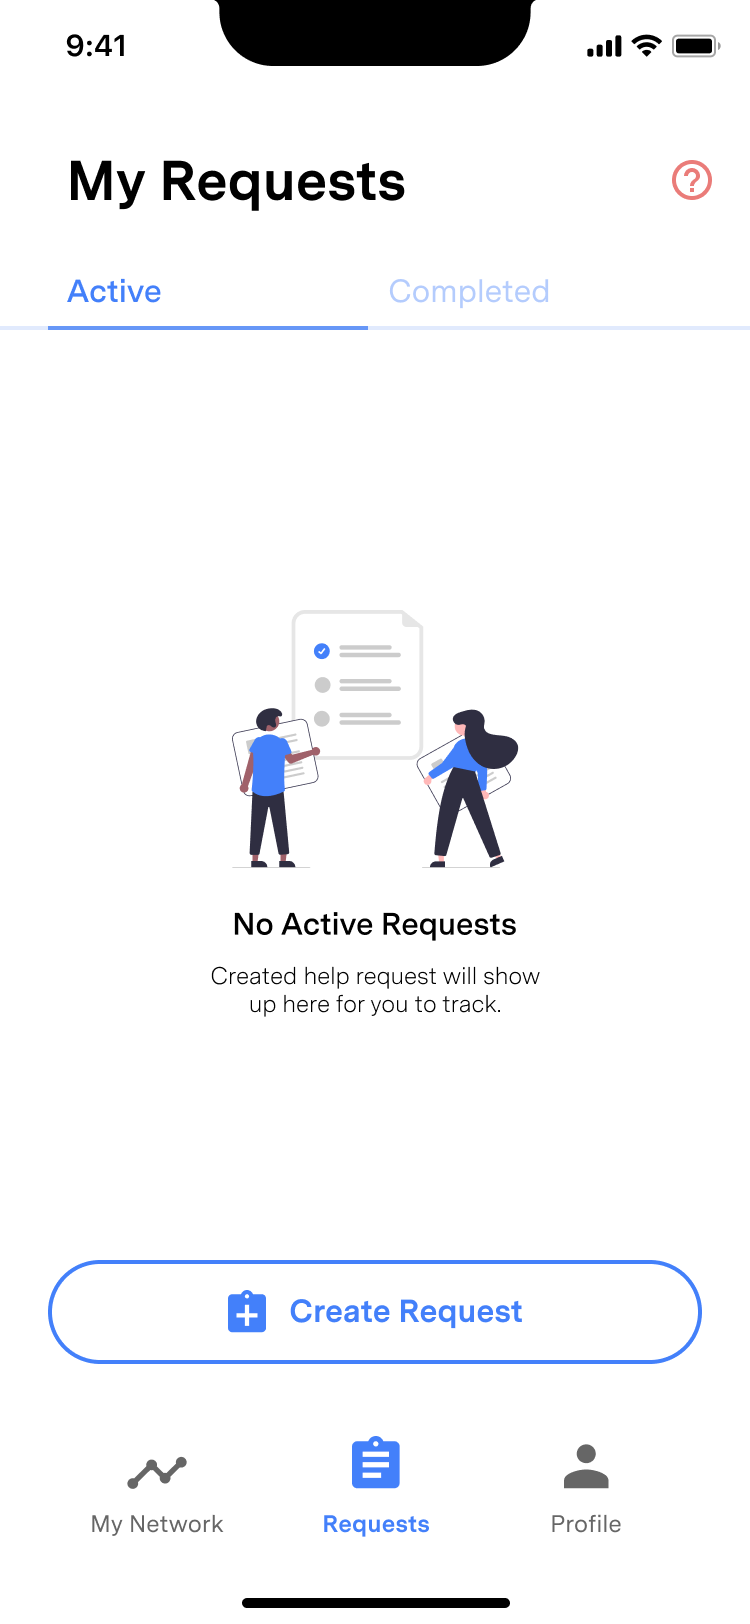 9:41
My Requests
Active
Completed
No Active Requests
Created help request will show
up here for you to track.
Create Request
My Network
Requests
Profile